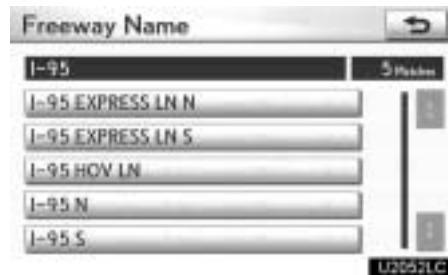 Freeway Name
I-95
5 Matches
I-95 EXPRESS LN N
I-95 EXPRESS LN S
I-95 HOV LN
I-95 N
I-95 S
U2052LC